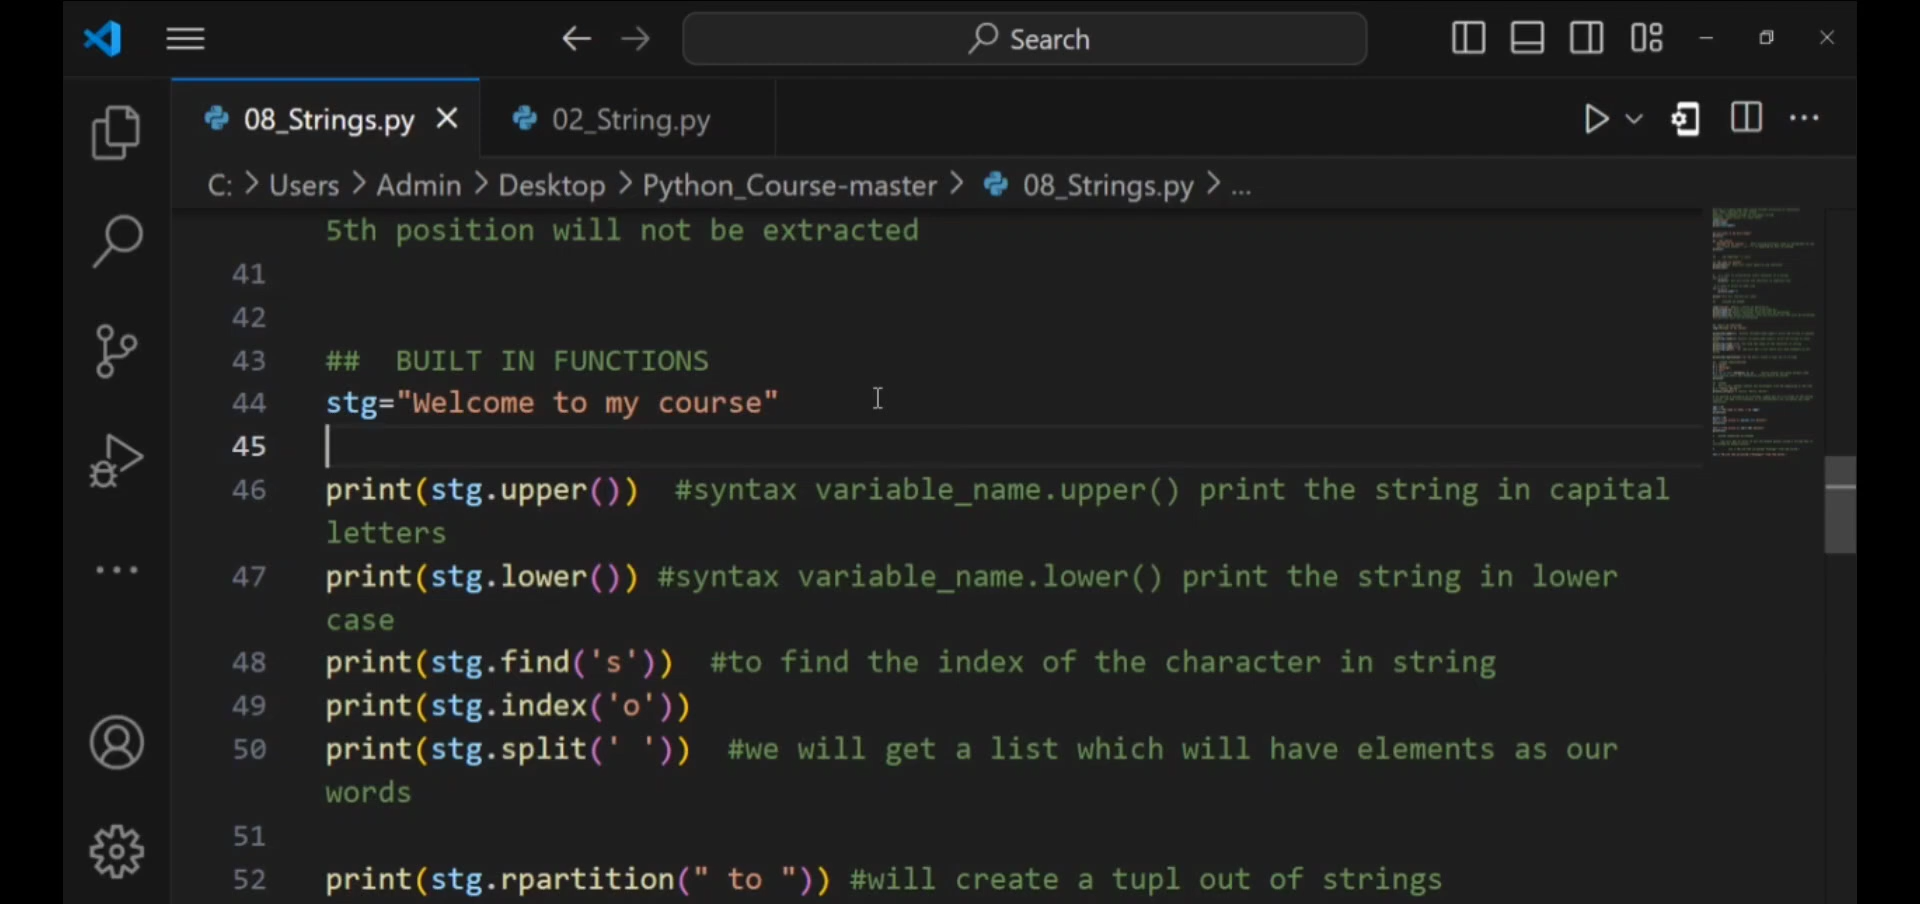 Search
08_Strings.py
02_String.py
C: > Users > Admin > Desktop > Python_Course-master > 08_Strings.py > ...
5th position will not be extracted
41
42
43 ##  BUILT IN FUNCTIONS
44 stg="Welcome to my course"
45
46 print(stg.upper())  #syntax variable_name.upper() print the string in capital
letters
47 print(stg.lower()) #syntax variable_name.lower() print the string in lower
case
48 print(stg.find('s'))  #to find the index of the character in string
49 print(stg.index('o'))
50 print(stg.split(' '))  #we will get a list which will have elements as our
words
51
52 print(stg.rpartition(" to ")) #will create a tupl out of strings